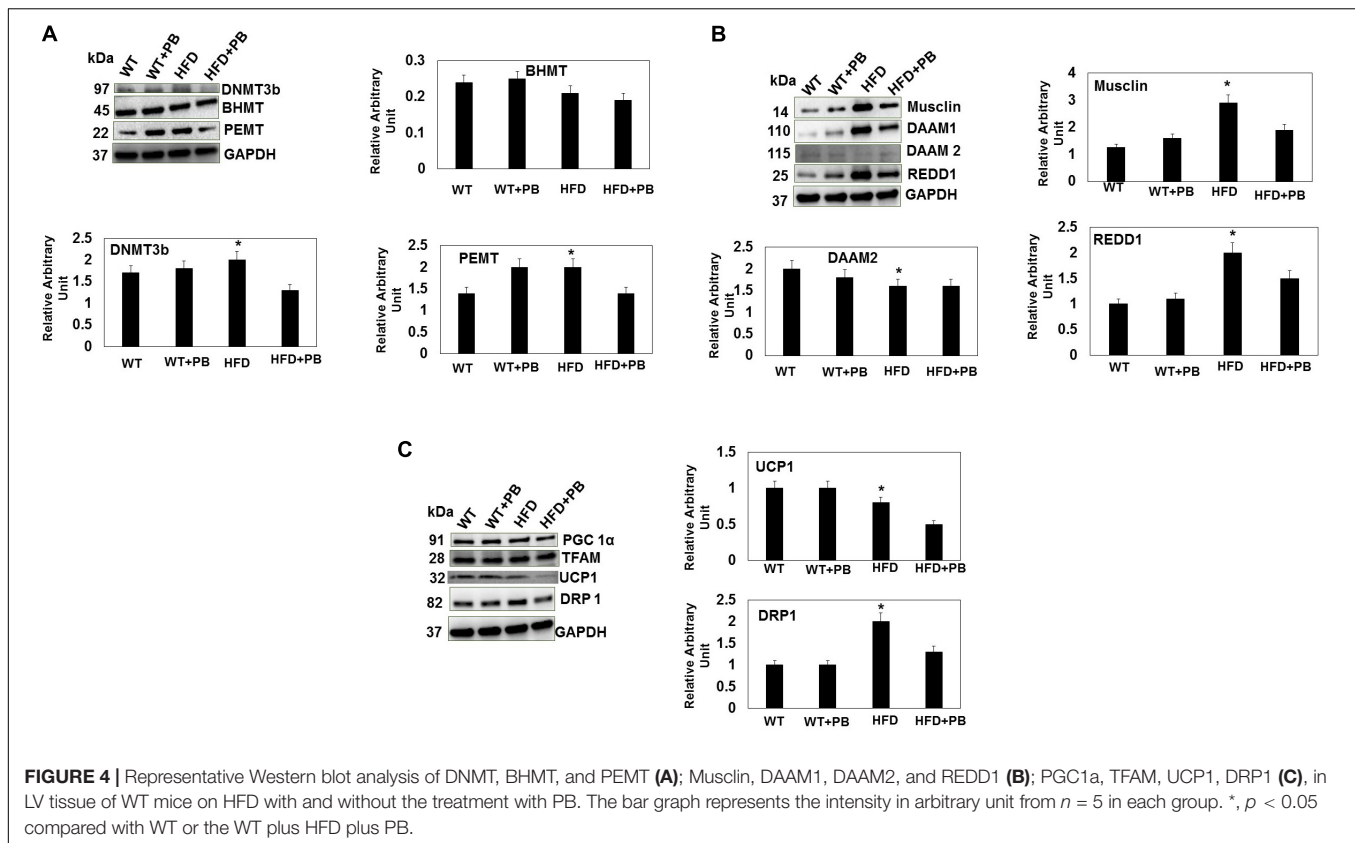 A
kDa
WT
WT+PB
HFD
HFD+PB
97 DNMT3b
45 BHMT
22 PEMT
37 GAPDH
Relative Arbitrary Unit
0.3
0.2
0.1
0
BHMT
WT WT+PB HFD HFD+PB
Relative Arbitrary Unit
2.5
2
1.5
1
0.5
0
DNMT3b
*
WT WT+PB HFD HFD+PB
Relative Arbitrary Unit
2.5
2
1.5
1
0.5
0
PEMT
*
WT WT+PB HFD HFD+PB
B
kDa
WT
WT+PB
HFD
HFD+PB
14 Musclin
110 DAAM1
115 DAAM 2
25 REDD1
37 GAPDH
Relative Arbitrary Unit
4
3
2
1
0
Musclin
*
WT WT+PB HFD HFD+PB
Relative Arbitrary Unit
2.5
2
1.5
1
0.5
0
DAAM2
*
WT WT+PB HFD HFD+PB
Relative Arbitrary Unit
2.5
2
1.5
1
0.5
0
REDD1
*
WT WT+PB HFD HFD+PB
C
kDa
WT
WT+PB
HFD
HFD+PB
91 PGC 1α
28 TFAM
32 UCP1
82 DRP 1
37 GAPDH
Relative Arbitrary Unit
1.5
1
0.5
0
UCP1
*
WT WT+PB HFD HFD+PB
Relative Arbitrary Unit
2.5
2
1.5
1
0.5
0
DRP1
*
WT WT+PB HFD HFD+PB
FIGURE 4 | Representative Western blot analysis of DNMT, BHMT, and PEMT (A); Musclin, DAAM1, DAAM2, and REDD1 (B); PGC1a, TFAM, UCP1, DRP1 (C), in
LV tissue of WT mice on HFD with and without the treatment with PB. The bar graph represents the intensity in arbitrary unit from n = 5 in each group. *, p < 0.05
compared with WT or the WT plus HFD plus PB.